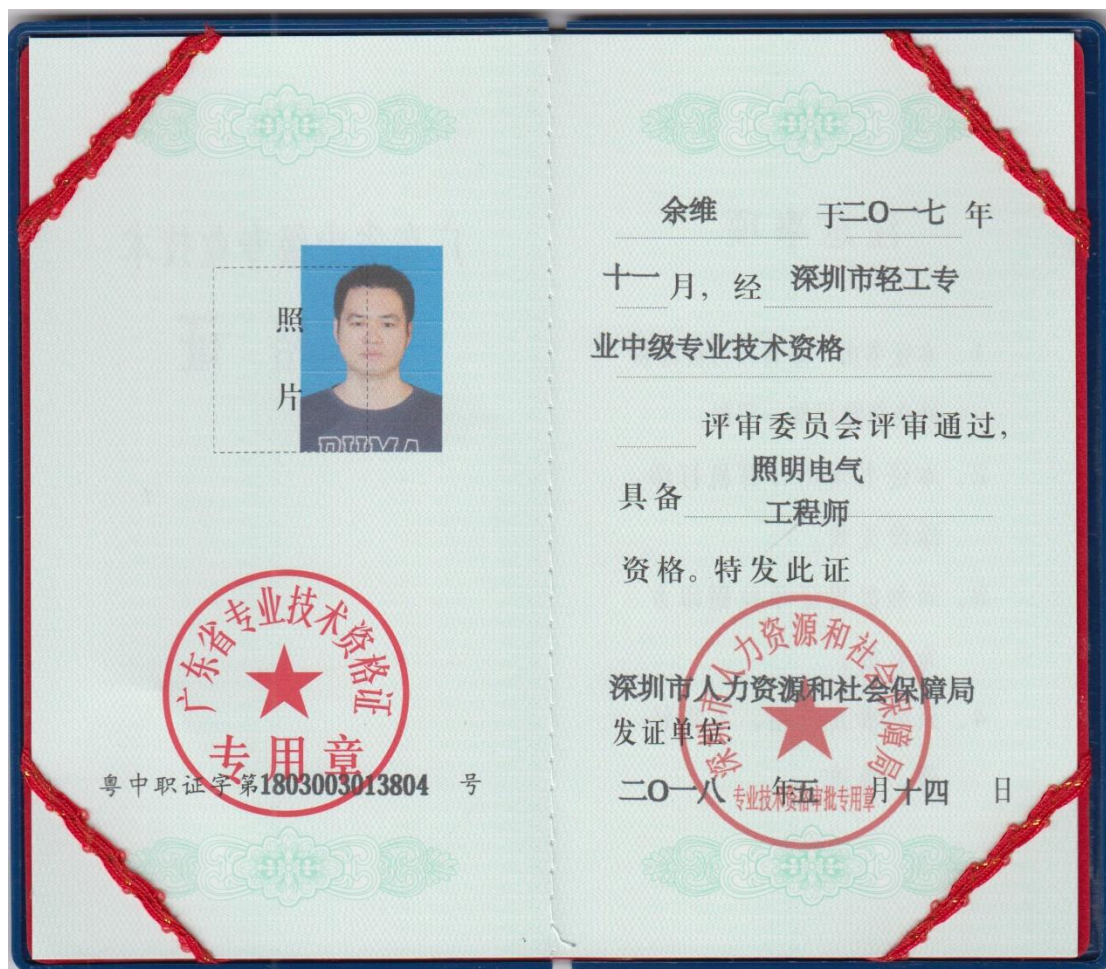 照
片
PUMA
广东省专业技术资格证
专用章
粤中职证字第1803003013804 号
余维 于二O一七 年
十一月，经 深圳市轻工专
业中级专业技术资格
评审委员会评审通过，
具备 照明电气
工程师
资格。特发此证
深圳市人力资源和社会保障局
深圳市人力资源和社会保障局
发证单位:
二O一八 年五 月十四 日
专业技术资格审批专用章